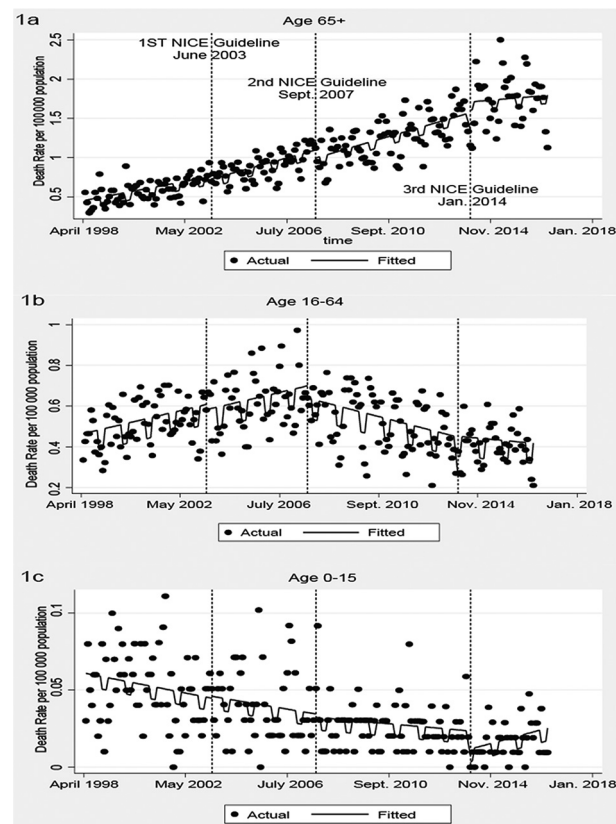 1a
Age 65+
1ST NICE Guideline
June 2003
2nd NICE Guideline
Sept. 2007
3rd NICE Guideline
Jan. 2014
Death Rate per 100000 population
2.5
2
1.5
1
0.5
April 1998 May 2002 July 2006 Sept. 2010 Nov. 2014 Jan. 2018
time
Actual Fitted
1b
Age 16-64
Death Rate per 100 000 population
1
0.8
0.6
0.4
0.2
April 1998 May 2002 July 2006 Sept. 2010 Nov. 2014 Jan. 2018
Actual Fitted
1c
Age 0-15
Death Rate per 100 000 population
0.1
0.05
0
April 1998 May 2002 July 2006 Sept. 2010 Nov. 2014 Jan. 2018
Actual Fitted